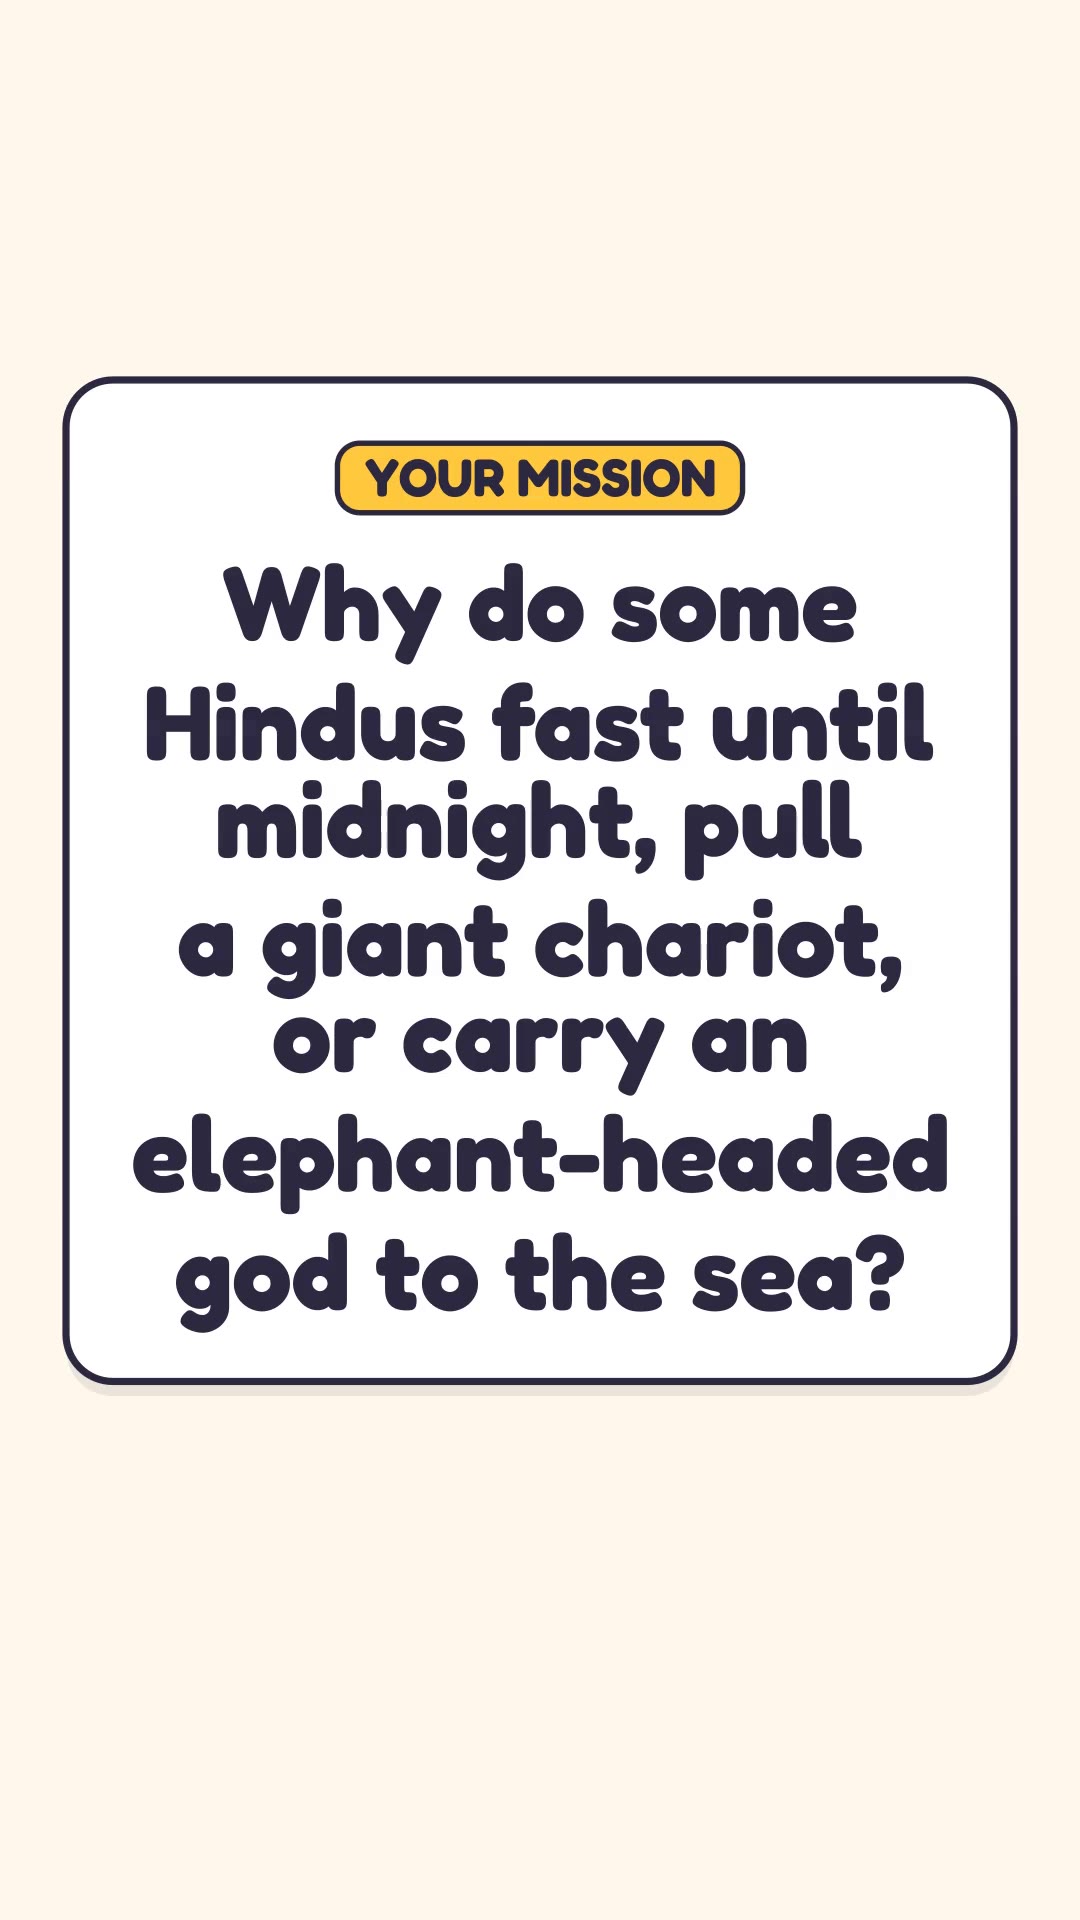 YOUR MISSION
Why do some
Hindus fast until
midnight, pull
a giant chariot,
or carry an
elephant-headed
god to the sea?